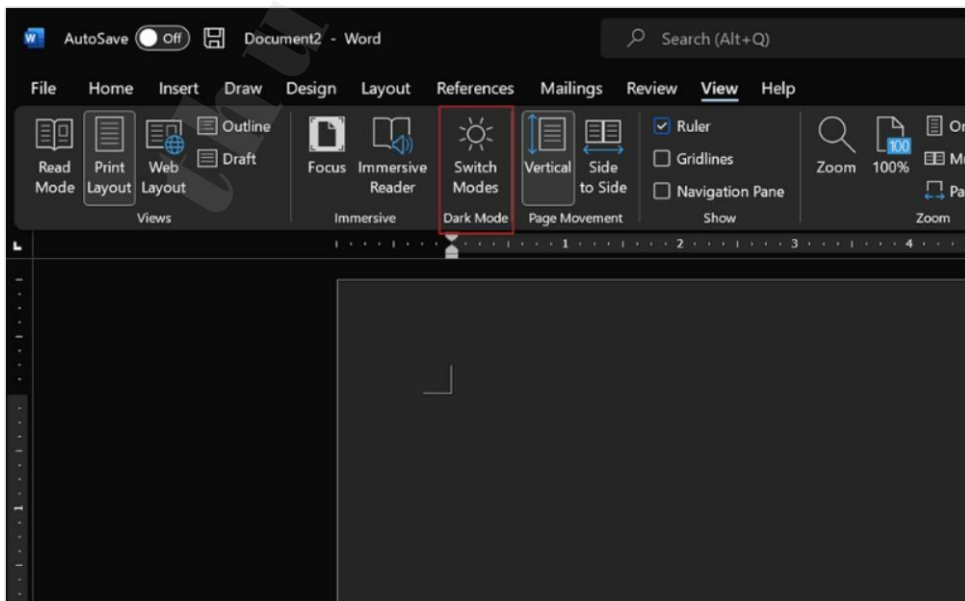 AutoSave Off Document2 - Word Search (Alt+Q)
File Home Insert Draw Design Layout References Mailings Review View Help
Read Mode
Print Layout
Web Layout
Outline
Draft
Views
Focus
Immersive Reader
Immersive
Switch Modes
Dark Mode
Vertical
Side to Side
Page Movement
Ruler
Gridlines
Navigation Pane
Show
Zoom
100
100%
Zoom
1 2 3 4
1